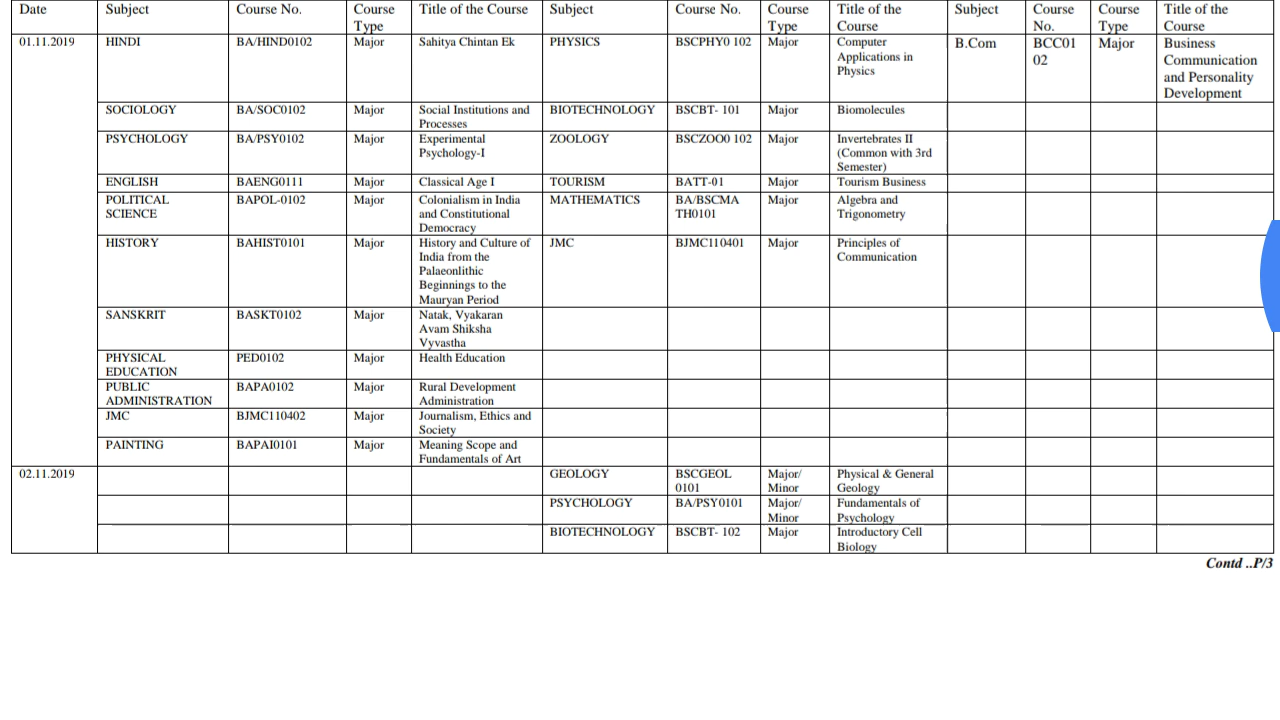 Date Subject Course No. Course Type Title of the Course Subject Course No. Course Type Title of the Course Subject Course No. Course Type Title of the Course
01.11.2019 HINDI BA/HIND0102 Major Sahitya Chintan Ek PHYSICS BSCPHY0 102 Major Computer Applications in Physics B.Com BCC01 02 Major Business Communication and Personality Development
SOCIOLOGY BA/SOC0102 Major Social Institutions and Processes BIOTECHNOLOGY BSCBT- 101 Major Biomolecules
PSYCHOLOGY BA/PSY0102 Major Experimental Psychology-I ZOOLOGY BSCZOO0 102 Major Invertebrates II (Common with 3rd Semester)
ENGLISH BAENG0111 Major Classical Age I TOURISM BATT-01 Major Tourism Business
POLITICAL SCIENCE BAPOL-0102 Major Colonialism in India and Constitutional Democracy MATHEMATICS BA/BSCMA TH0101 Major Algebra and Trigonometry
HISTORY BAHIST0101 Major History and Culture of India from the Palaeonlithic Beginnings to the Mauryan Period JMC BJMC110401 Major Principles of Communication
SANSKRIT BASKT0102 Major Natak, Vyakaran Avam Shiksha Vyvastha
PHYSICAL EDUCATION PED0102 Major Health Education
PUBLIC ADMINISTRATION BAPA0102 Major Rural Development Administration
JMC BJMC110402 Major Journalism, Ethics and Society
PAINTING BAPAI0101 Major Meaning Scope and Fundamentals of Art
02.11.2019 GEOLOGY BSCGEOL 0101 Major/ Minor Physical & General Geology
PSYCHOLOGY BA/PSY0101 Major/ Minor Fundamentals of Psychology
BIOTECHNOLOGY BSCBT- 102 Major Introductory Cell Biology
Contd ..P/3